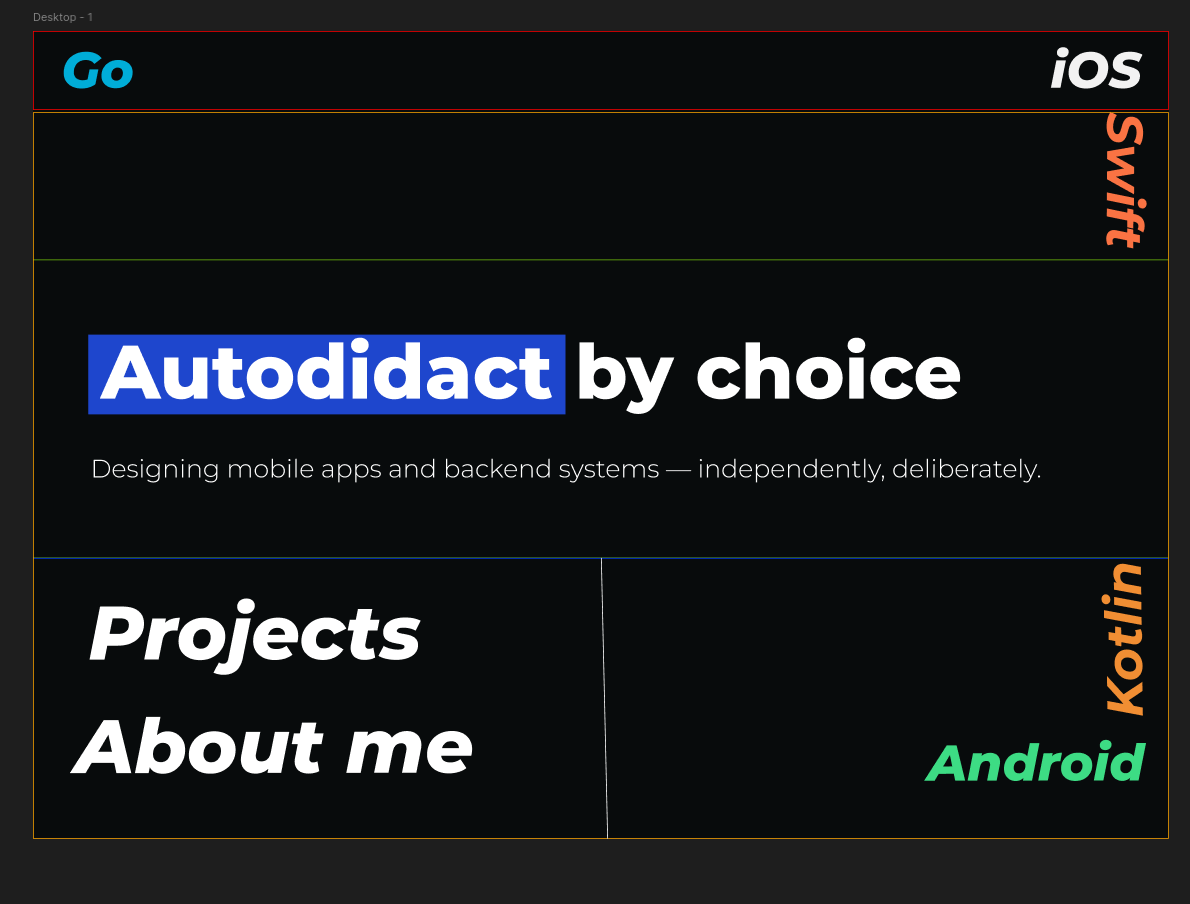 Desktop - 1
Go
iOS
Swift
Autodidact by choice
Designing mobile apps and backend systems — independently, deliberately.
Projects
Kotlin
About me
Android